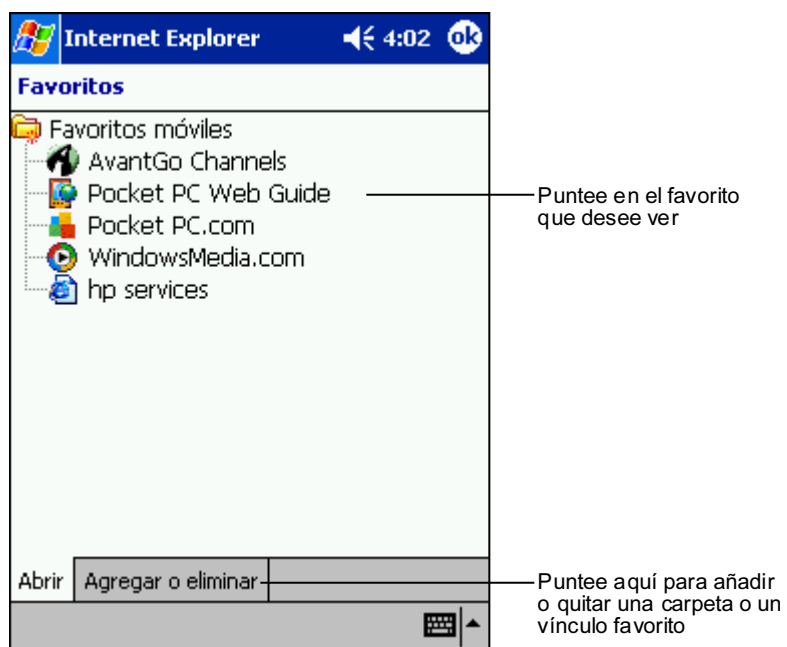 Internet Explorer 4:02 ok
Favoritos
Favoritos móviles
AvantGo Channels
Pocket PC Web Guide
Pocket PC.com
WindowsMedia.com
hp services
Puntee en el favorito
que desee ver
Abrir Agregar o eliminar
Puntee aquí para añadir
o quitar una carpeta o un
vínculo favorito